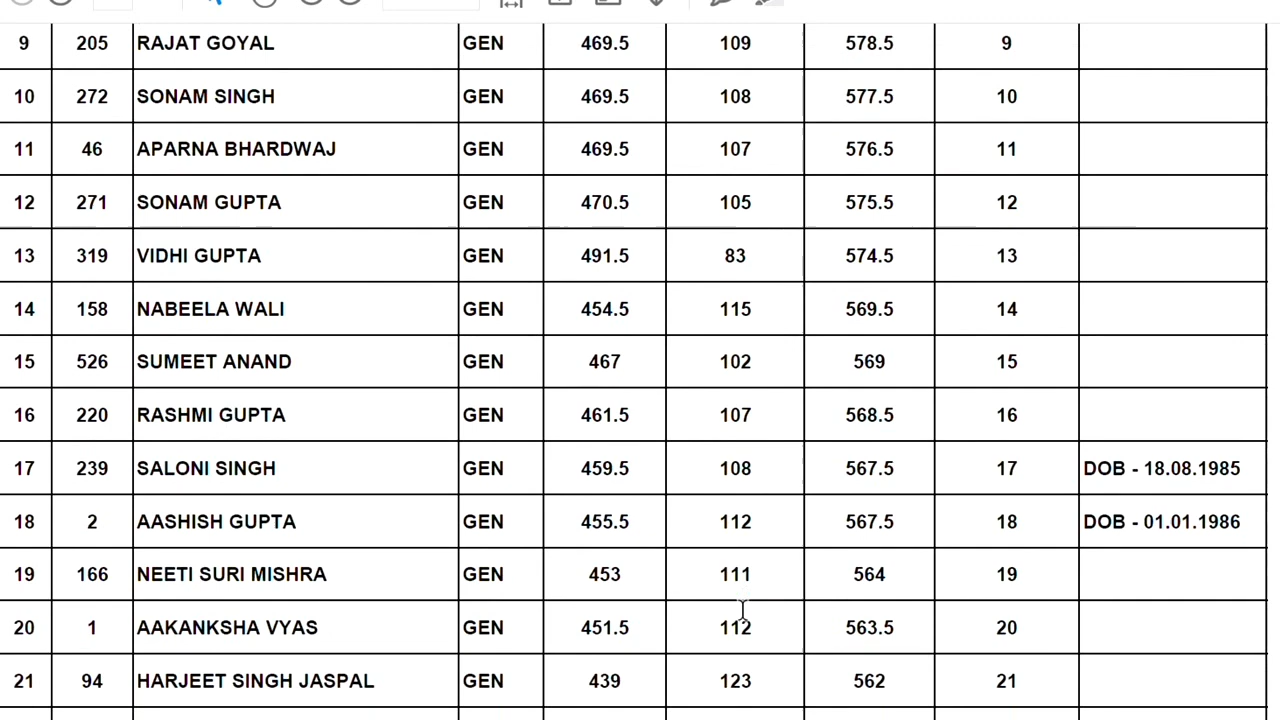 9 205 RAJAT GOYAL GEN 469.5 109 578.5 9
10 272 SONAM SINGH GEN 469.5 108 577.5 10
11 46 APARNA BHARDWAJ GEN 469.5 107 576.5 11
12 271 SONAM GUPTA GEN 470.5 105 575.5 12
13 319 VIDHI GUPTA GEN 491.5 83 574.5 13
14 158 NABEELA WALI GEN 454.5 115 569.5 14
15 526 SUMEET ANAND GEN 467 102 569 15
16 220 RASHMI GUPTA GEN 461.5 107 568.5 16
17 239 SALONI SINGH GEN 459.5 108 567.5 17 DOB - 18.08.1985
18 2 AASHISH GUPTA GEN 455.5 112 567.5 18 DOB - 01.01.1986
19 166 NEETI SURI MISHRA GEN 453 111 564 19
20 1 AAKANKSHA VYAS GEN 451.5 112 563.5 20
21 94 HARJEET SINGH JASPAL GEN 439 123 562 21